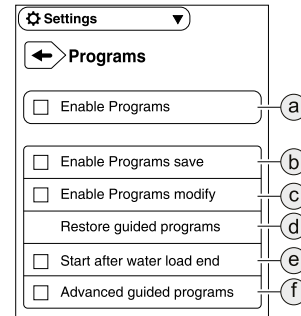 Settings
Programs
Enable Programs
a
Enable Programs save
b
Enable Programs modify
c
Restore guided programs
d
Start after water load end
e
Advanced guided programs
f